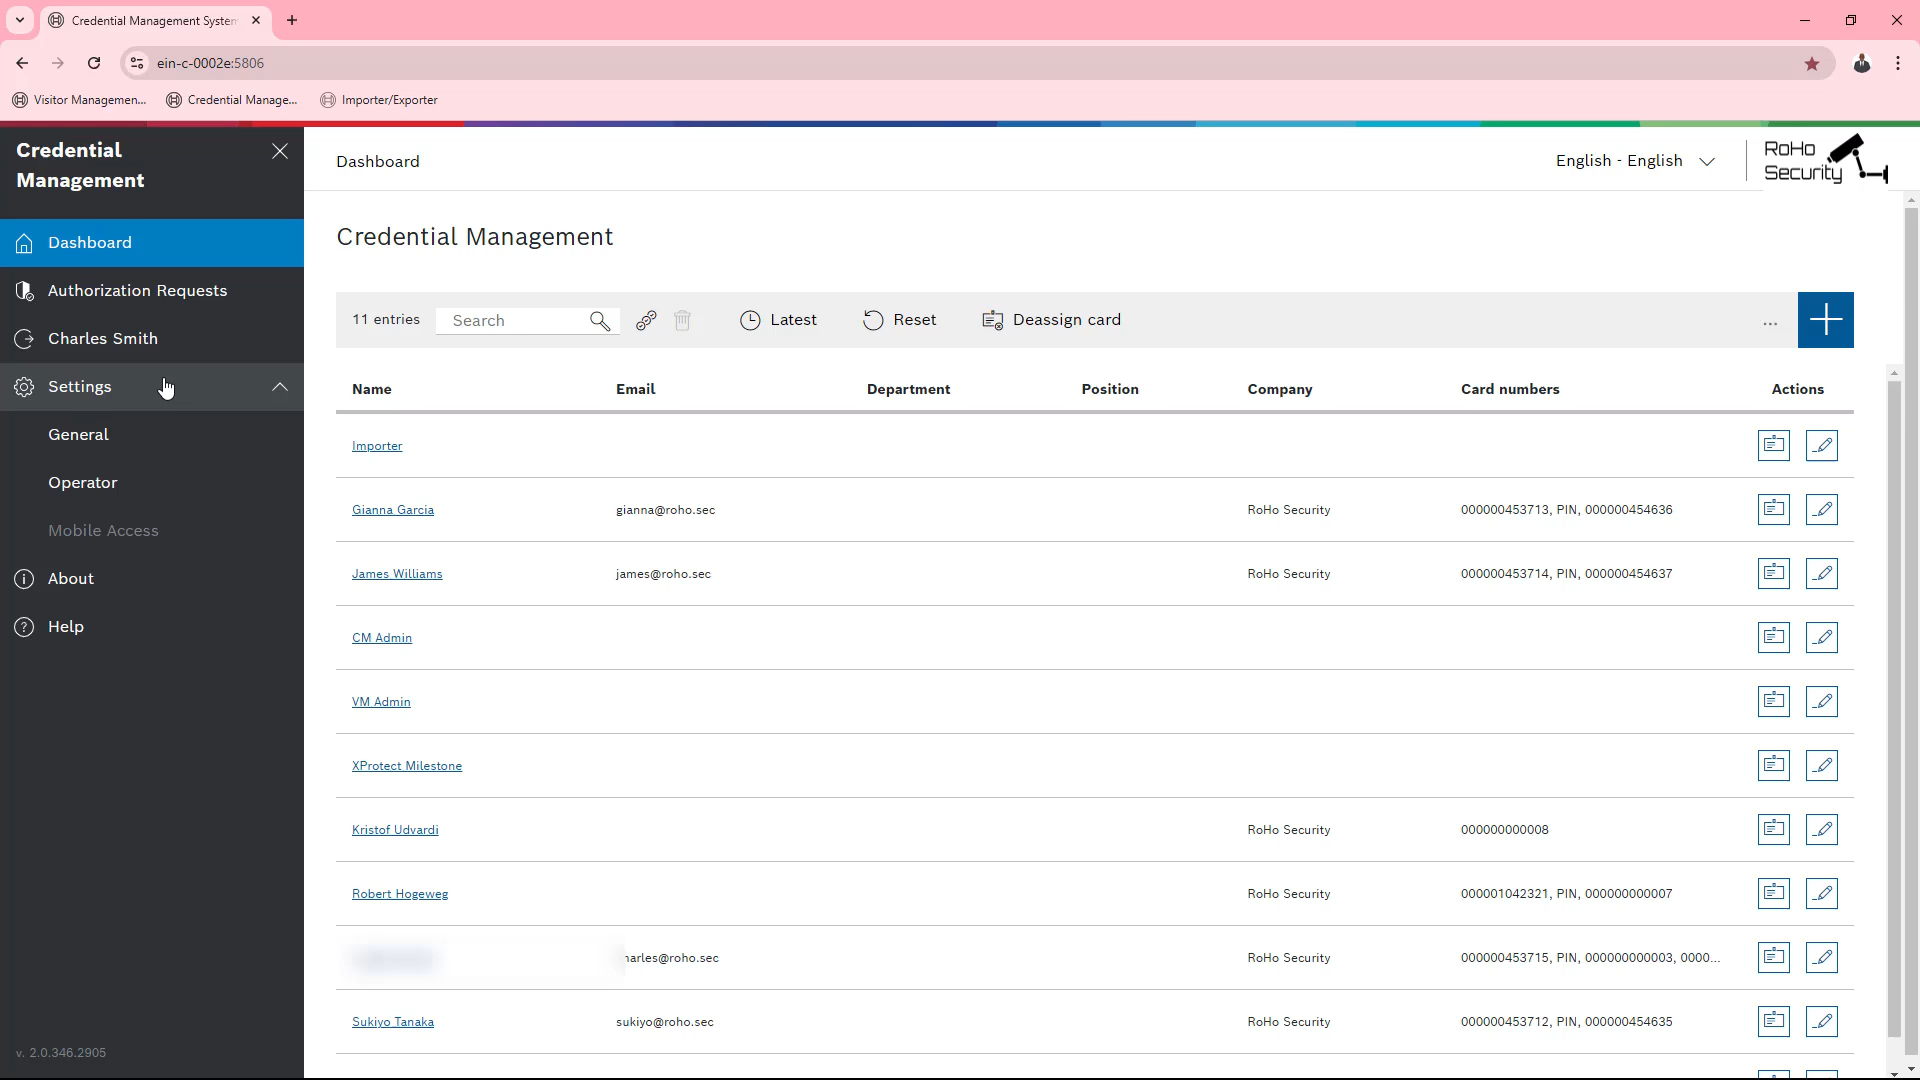 Credential Management System
ein-c-0002e:5806
Visitor Managemen...
Credential Manage...
Importer/Exporter
Credential
Management
Dashboard
Authorization Requests
Charles Smith
Settings
General
Operator
Mobile Access
About
Help
v. 2.0.346.2905
Dashboard
English - English
RoHo
Security
Credential Management
11 entries
Search
Latest
Reset
Deassign card
...
Name Email Department Position Company Card numbers Actions
Importer
Gianna Garcia gianna@roho.sec RoHo Security 000000453713, PIN, 000000454636
James Williams james@roho.sec RoHo Security 000000453714, PIN, 000000454637
CM Admin
VM Admin
XProtect Milestone
Kristof Udvardi RoHo Security 000000000008
Robert Hogeweg RoHo Security 000001042321, PIN, 000000000007
harles@roho.sec RoHo Security 000000453715, PIN, 000000000003, 0000...
Sukiyo Tanaka sukiyo@roho.sec RoHo Security 000000453712, PIN, 000000454635